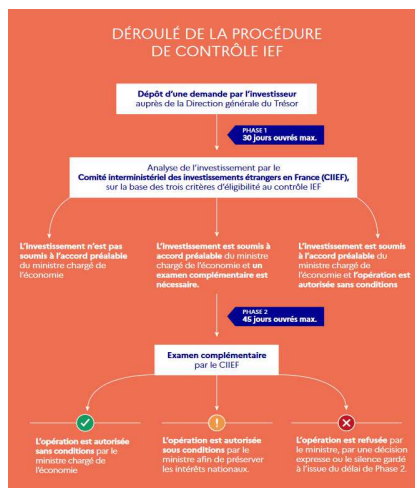 DÉROULÉ DE LA PROCÉDURE
DE CONTRÔLE IEF
Dépôt d'une demande par l'investisseur
auprès de la Direction générale du Trésor
PHASE 1
30 jours ouvrés max.
Analyse de l'investissement par le
Comité interministériel des investissements étrangers en France (CIIEF),
sur la base des trois critères d'éligibilité au contrôle IEF
L'investissement n'est pas
soumis à l'accord préalable
du ministre chargé de
l'économie
L'investissement est soumis à
accord préalable du ministre
chargé de l'économie et un
examen complémentaire est
nécessaire.
L'investissement est soumis
à l'accord préalable du
ministre chargé de
l'économie et l'opération est
autorisée sans conditions
PHASE 2
45 jours ouvrés max.
Examen complémentaire
par le CIIEF
L'opération est autorisée
sans conditions par le
ministre chargé de
l'économie
L'opération est autorisée
sous conditions par le
ministre afin de préserver
les intérêts nationaux.
L'opération est refusée par
le ministre, par une décision
expresse ou le silence gardé
à l'issue du délai de Phase 2.